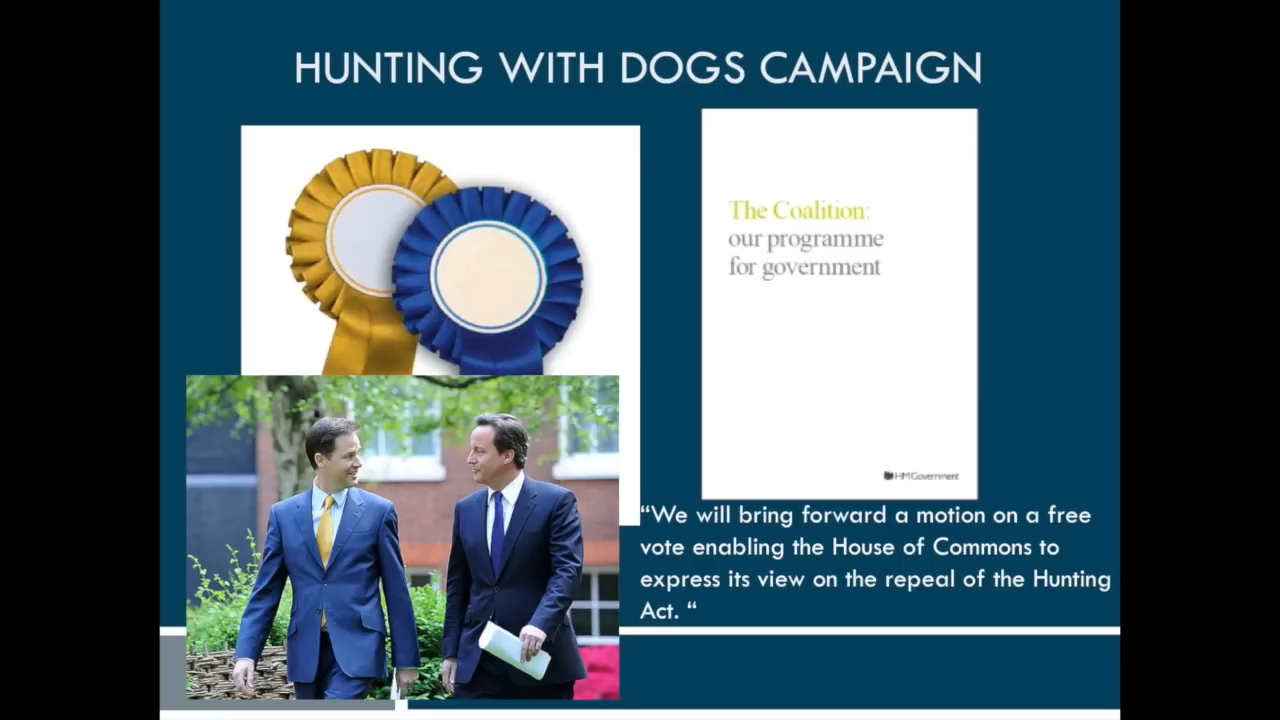 HUNTING WITH DOGS CAMPAIGN
The Coalition:
our programme
for government
HM Government
“We will bring forward a motion on a free
vote enabling the House of Commons to
express its view on the repeal of the Hunting
Act. “